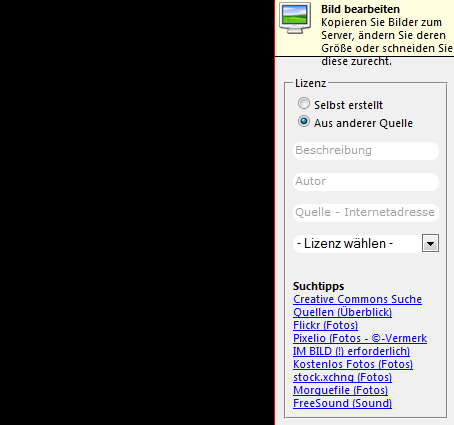 Bild bearbeiten
Kopieren Sie Bilder zum
Server, ändern Sie deren
Größe oder schneiden Sie
diese zurecht.
Lizenz
Selbst erstellt
Aus anderer Quelle
Beschreibung
Autor
Quelle - Internetadresse
- Lizenz wählen -
Suchtipps
Creative Commons Suche
Quellen (Überblick)
Flickr (Fotos)
Pixelio (Fotos - ©-Vermerk
IM BILD (!) erforderlich)
Kostenlos Fotos (Fotos)
stock.xchng (Fotos)
Morguefile (Fotos)
FreeSound (Sound)